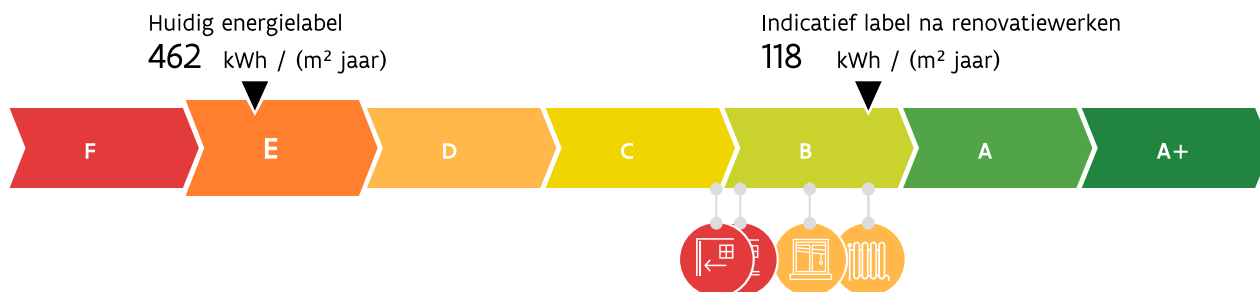 Huidig energielabel
462 kWh / (m² jaar)
Indicatief label na renovatiewerken
118 kWh / (m² jaar)
F E D C B A A+